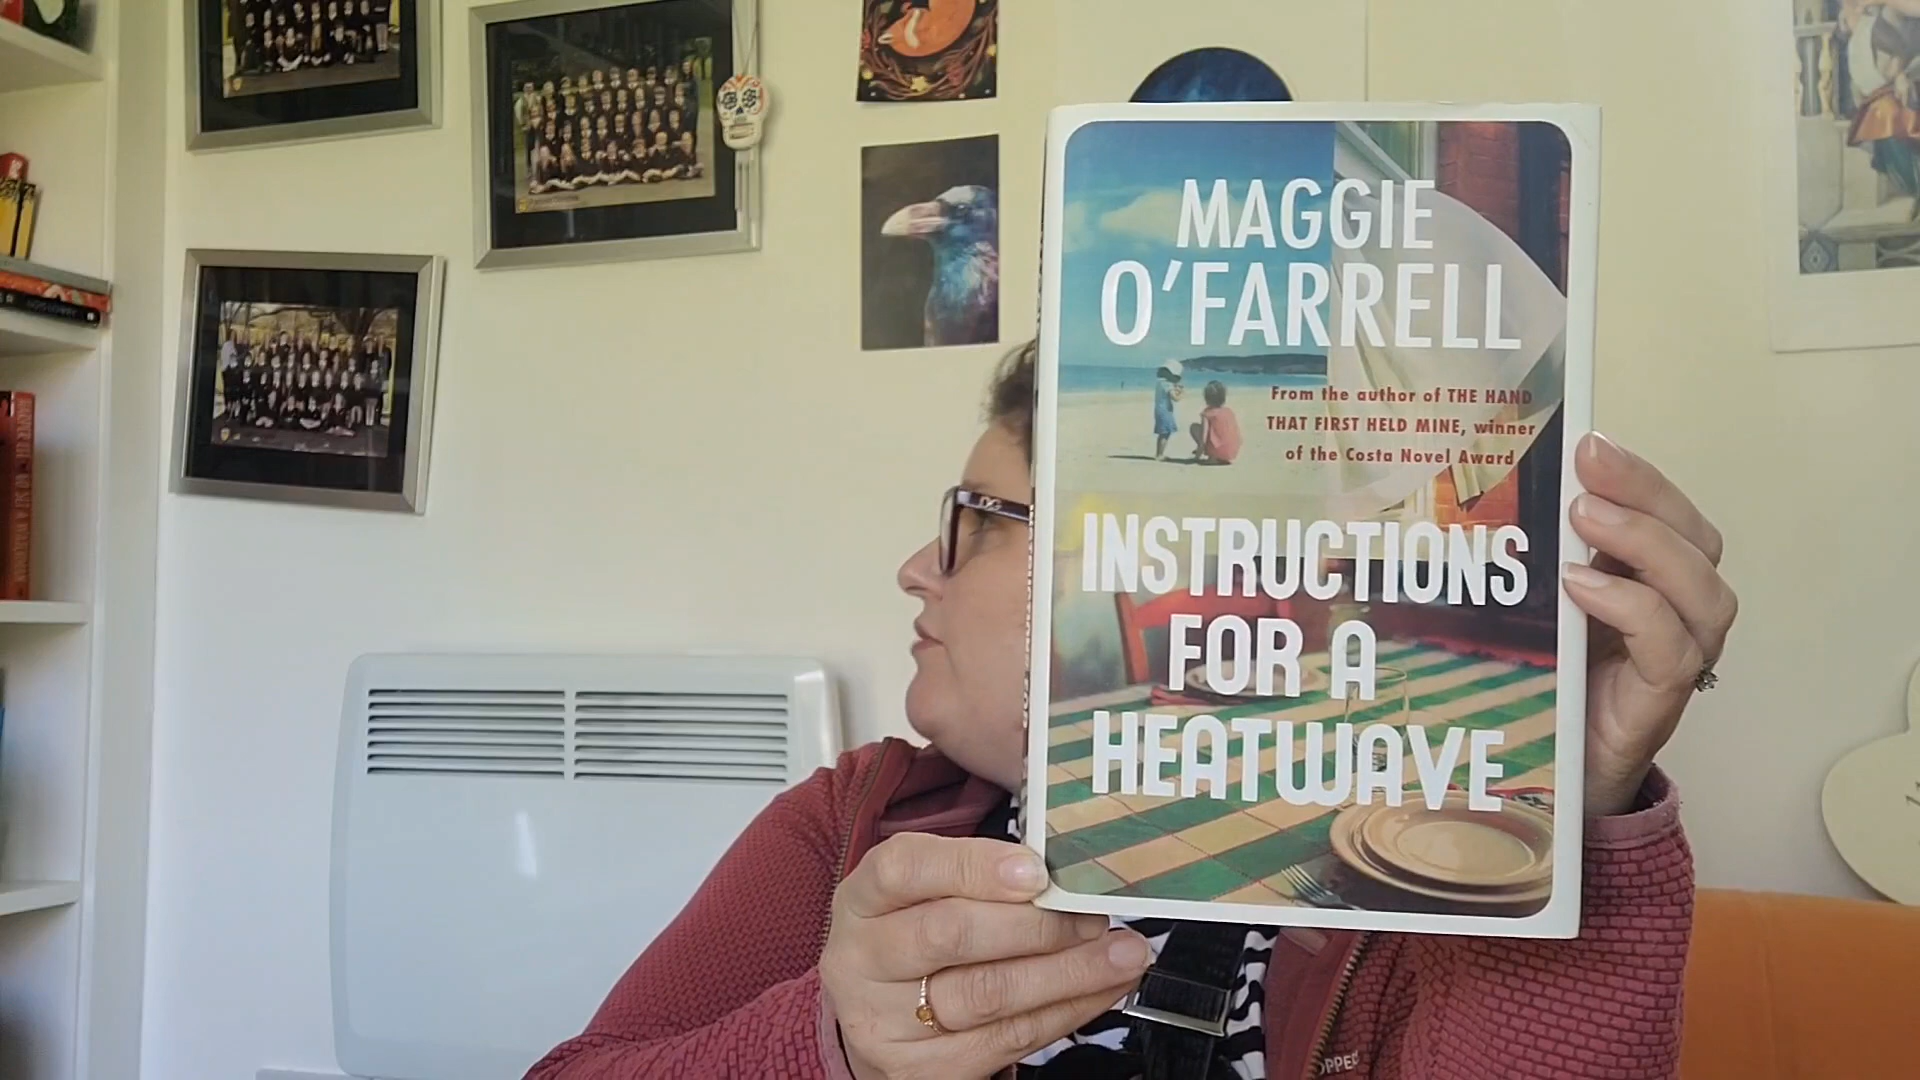 MAGGIE
O'FARRELL
From the author of THE HAND
THAT FIRST HELD MINE, winner
of the Costa Novel Award
INSTRUCTIONS
FOR A
HEATWAVE